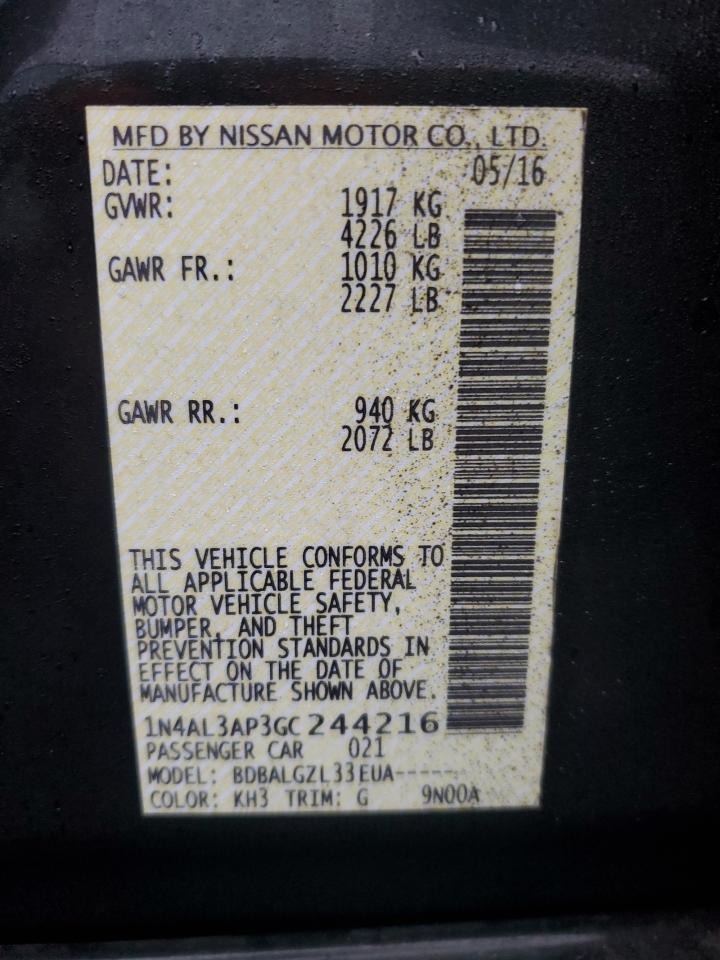 MFD BY NISSAN MOTOR CO., LTD.
DATE: 05/16
GVWR: 1917 KG
4226 LB
GAWR FR.: 1010 KG
2227 LB
GAWR RR.: 940 KG
2072 LB
THIS VEHICLE CONFORMS TO
ALL APPLICABLE FEDERAL
MOTOR VEHICLE SAFETY,
BUMPER, AND THEFT
PREVENTION STANDARDS IN
EFFECT ON THE DATE OF
MANUFACTURE SHOWN ABOVE.
1N4AL3AP3GC244216
PASSENGER CAR 021
MODEL: BDBALGZL33EUA-----
COLOR: KH3 TRIM: G 9N00A